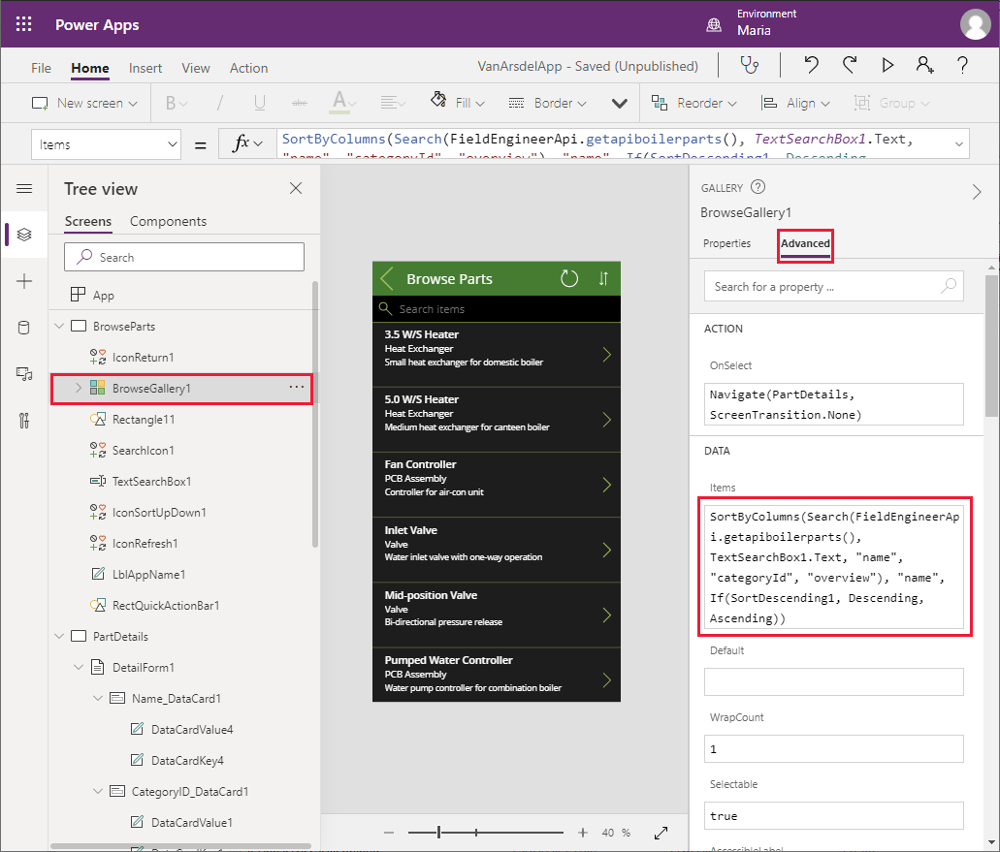 Power Apps
Environment
Maria
File Home Insert View Action
VanArsdelApp - Saved (Unpublished)
New screen B / U abc A Fill Border Reorder Align Group
Items = fx SortByColumns(Search(FieldEngineerApi.getapiboilerparts(), TextSearchBox1.Text,
"name", "categoryId", "overview"), "name", If(SortDescending1, Descending,
Tree view
Screens Components
Search
App
BrowseParts
IconReturn1
BrowseGallery1
Rectangle11
SearchIcon1
TextSearchBox1
IconSortUpDown1
IconRefresh1
LblAppName1
RectQuickActionBar1
PartDetails
DetailForm1
Name_DataCard1
DataCardValue4
DataCardKey4
CategoryID_DataCard1
DataCardValue1
Browse Parts
Search items
3.5 W/S Heater
Heat Exchanger
Small heat exchanger for domestic boiler
5.0 W/S Heater
Heat Exchanger
Medium heat exchanger for canteen boiler
Fan Controller
PCB Assembly
Controller for air-con unit
Inlet Valve
Valve
Water inlet valve with one-way operation
Mid-position Valve
Valve
Bi-directional pressure release
Pumped Water Controller
PCB Assembly
Water pump controller for combination boiler
40 %
GALLERY
BrowseGallery1
Properties Advanced
Search for a property ...
ACTION
OnSelect
Navigate(PartDetails,
ScreenTransition.None)
DATA
Items
SortByColumns(Search(FieldEngineerAp
i.getapiboilerparts(),
TextSearchBox1.Text, "name",
"categoryId", "overview"), "name",
If(SortDescending1, Descending,
Ascending))
Default
WrapCount
1
Selectable
true
AccessibleLabel